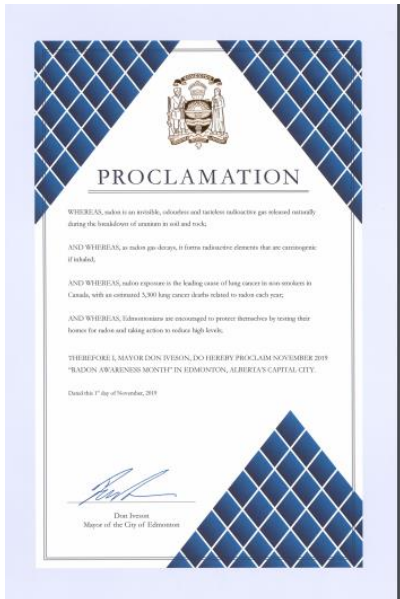 PROCLAMATION
WHEREAS, radon is an invisible, odourless and tasteless radioactive gas released naturally
during the breakdown of uranium in soil and rock;
AND WHEREAS, as radon gas decays, it forms radioactive elements that are carcinogenic
if inhaled;
AND WHEREAS, radon exposure is the leading cause of lung cancer in non-smokers in
Canada, with an estimated 3,300 lung cancer deaths related to radon each year;
AND WHEREAS, Edmontonians are encouraged to protect themselves by testing their
homes for radon and taking action to reduce high levels.
THEREFORE I, MAYOR DON IVESON, DO HEREBY PROCLAIM NOVEMBER 2019
"RADON AWARENESS MONTH" IN EDMONTON, ALBERTA'S CAPITAL CITY.
Dated this 1st day of November, 2019
Don Iveson
Mayor of the City of Edmonton